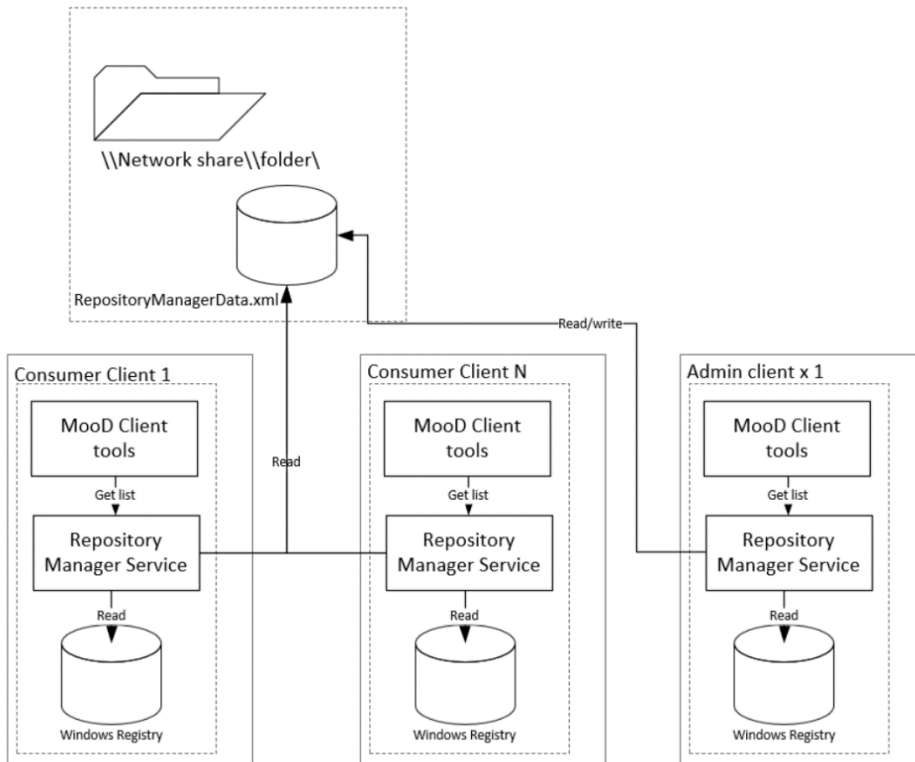 \\Network share\\folder\
RepositoryManagerData.xml
Read/write
Consumer Client 1
MooD Client
tools
Get list
Repository
Manager Service
Read
Windows Registry
Read
Consumer Client N
MooD Client
tools
Get list
Repository
Manager Service
Read
Windows Registry
Admin client x 1
MooD Client
tools
Get list
Repository
Manager Service
Read
Windows Registry